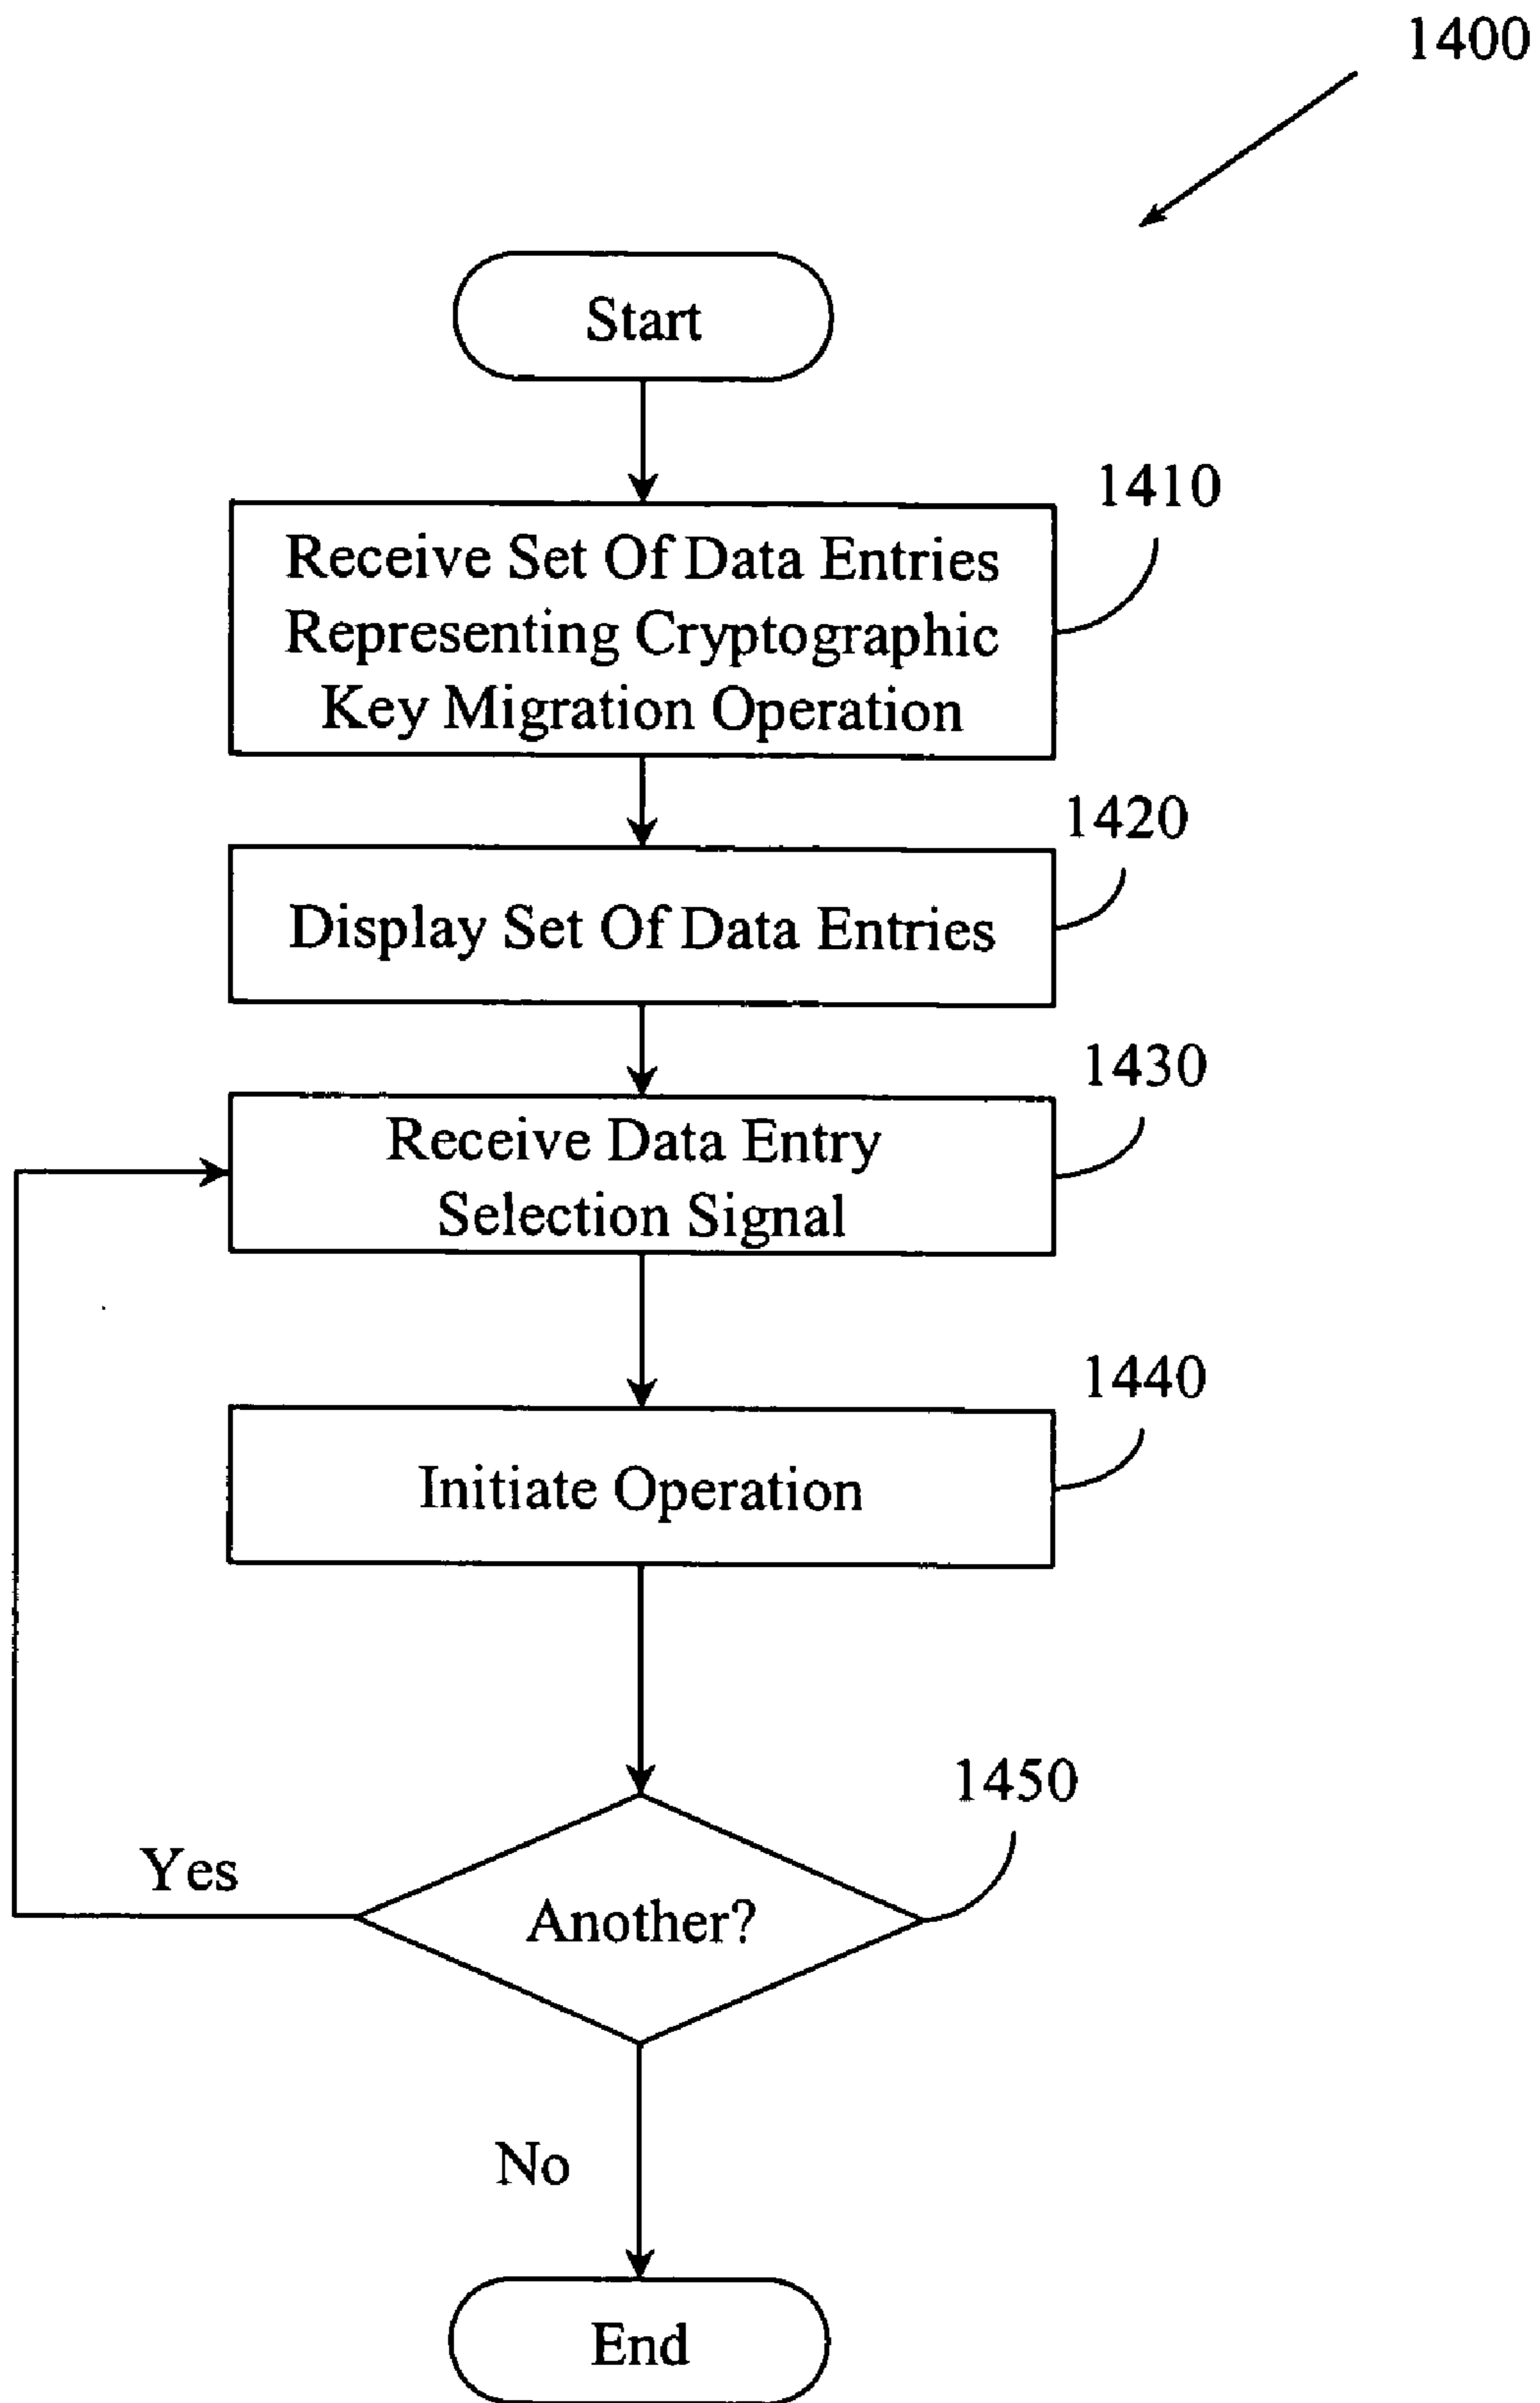 1400
Start
1410
Receive Set Of Data Entries
Representing Cryptographic
Key Migration Operation
1420
Display Set Of Data Entries
1430
Receive Data Entry
Selection Signal
1440
Initiate Operation
1450
Yes
Another?
No
End